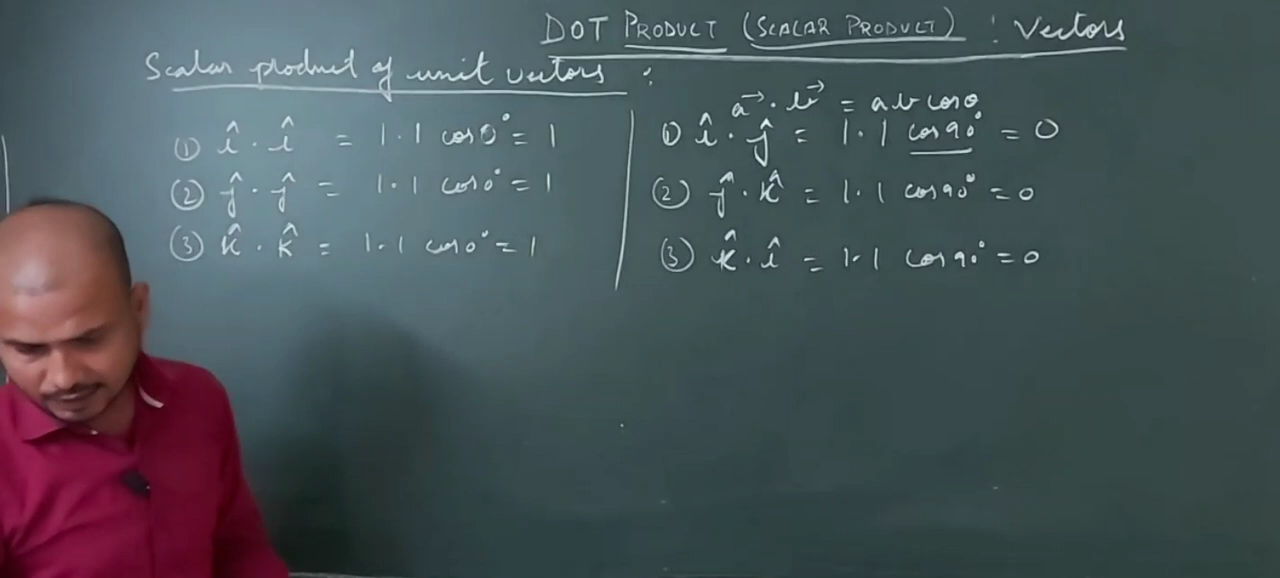 DOT PRODUCT (SCALAR PRODUCT) : Vectors
Scalar product of unit vectors :
① î · î = 1·1 cos0° = 1
② ĵ · ĵ = 1·1 cos0° = 1
③ k̂ · k̂ = 1·1 cos0° = 1
a⃗ · b⃗ = ab cosθ
① î · ĵ = 1·1 cos90° = 0
② ĵ · k̂ = 1·1 cos90° = 0
③ k̂ · î = 1·1 cos90° = 0